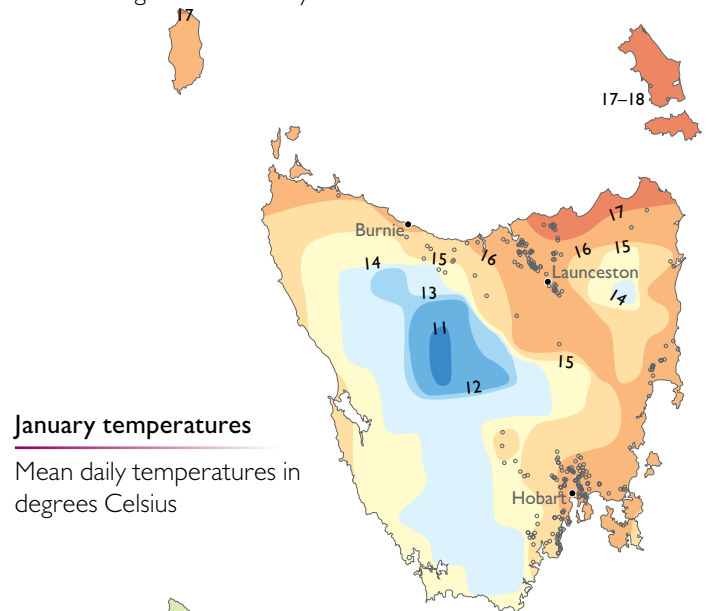 17
17–18
17
Burnie
16
15
15
16
14
Launceston
13
14
11
15
12
January temperatures
Mean daily temperatures in
degrees Celsius
Hobart